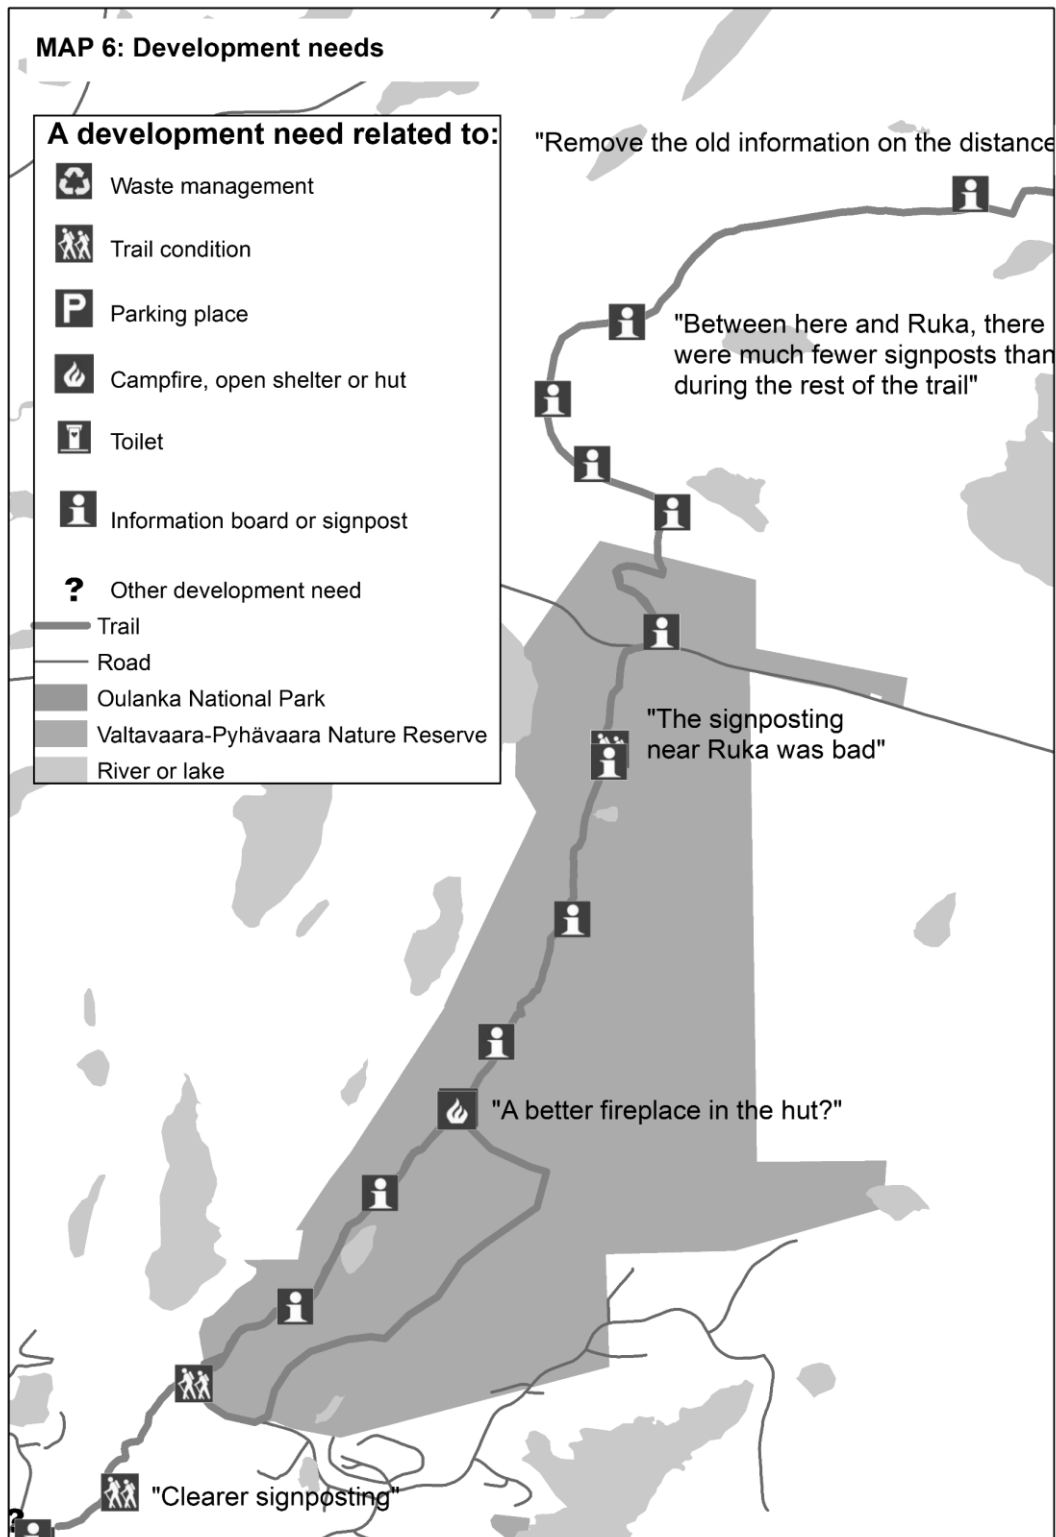 MAP 6: Development needs
A development need related to:
Waste management
Trail condition
P
Parking place
Campfire, open shelter or hut
Toilet
Information board or signpost
? Other development need
Trail
Road
Oulanka National Park
Valtavaara-Pyhävaara Nature Reserve
River or lake
"Remove the old information on the distance
"Between here and Ruka, there
were much fewer signposts than
during the rest of the trail"
"The signposting
near Ruka was bad"
"A better fireplace in the hut?"
"Clearer signposting"
?